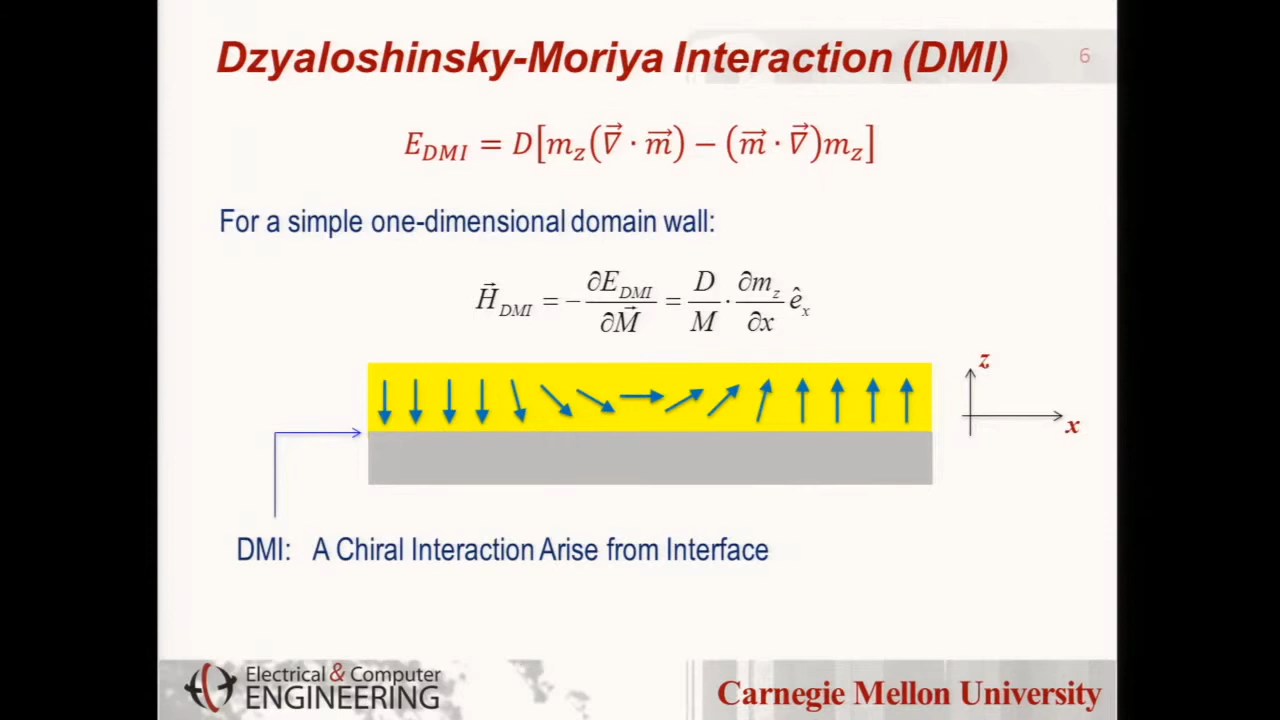 Dzyaloshinsky-Moriya Interaction (DMI)
6
E_DMI = D[m_z(∇⃗ · m⃗) − (m⃗ · ∇⃗)m_z]
For a simple one-dimensional domain wall:
H⃗_DMI = − ∂E_DMI/∂M⃗ = D/M · ∂m_z/∂x ê_x
z
x
DMI: A Chiral Interaction Arise from Interface
Electrical & Computer
ENGINEERING
Carnegie Mellon University